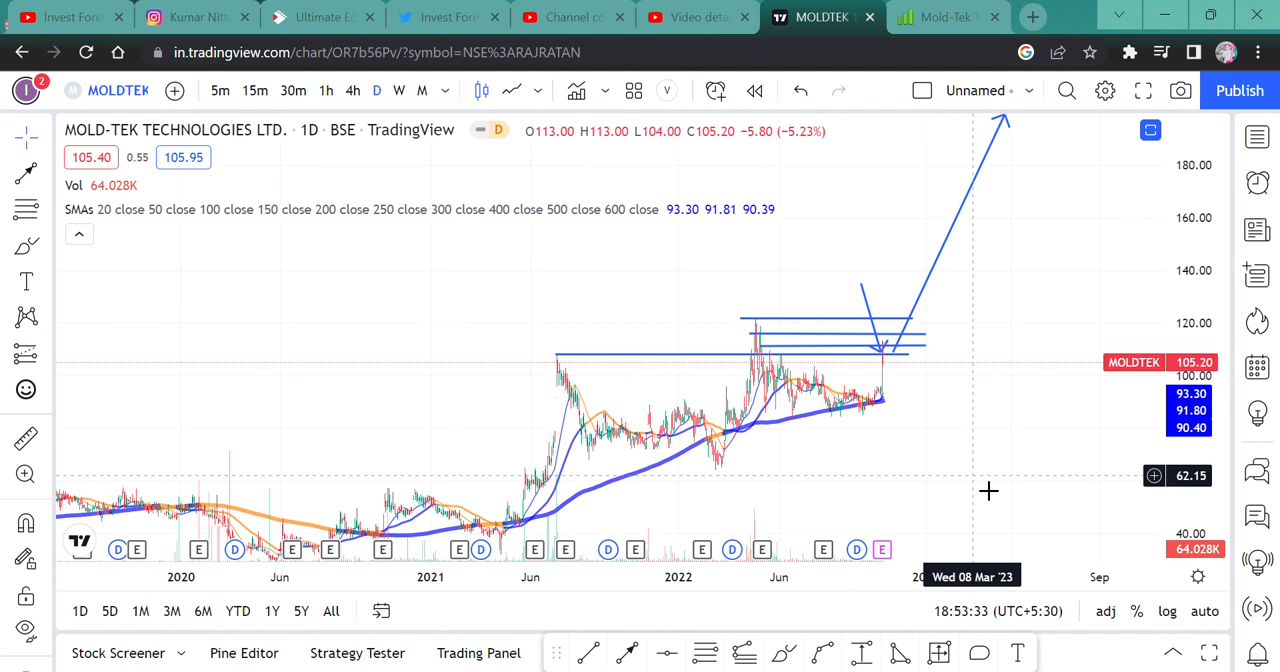 Invest Fore
Kumar Nitt
Ultimate Ed
Invest Fore
Channel co
Video detai
MOLDTEK 1
Mold-Tek T
in.tradingview.com/chart/OR7b56Pv/?symbol=NSE%3ARAJRATAN
I 2 M MOLDTEK 5m 15m 30m 1h 4h D W M V Unnamed Publish
MOLD-TEK TECHNOLOGIES LTD. · 1D · BSE · TradingView D O113.00 H113.00 L104.00 C105.20 −5.80 (−5.23%)
105.40 0.55 105.95
Vol 64.028K
SMAs 20 close 50 close 100 close 150 close 200 close 250 close 300 close 400 close 500 close 600 close 93.30 91.81 90.39
180.00
160.00
140.00
120.00
MOLDTEK 105.20
100.00
93.30
91.80
90.40
62.15
40.00
64.028K
D E E D E E E E D E E D E E D E E D E
2020 Jun 2021 Jun 2022 Jun Wed 08 Mar '23 Sep
1D 5D 1M 3M 6M YTD 1Y 5Y All 18:53:33 (UTC+5:30) adj % log auto
Stock Screener Pine Editor Strategy Tester Trading Panel T